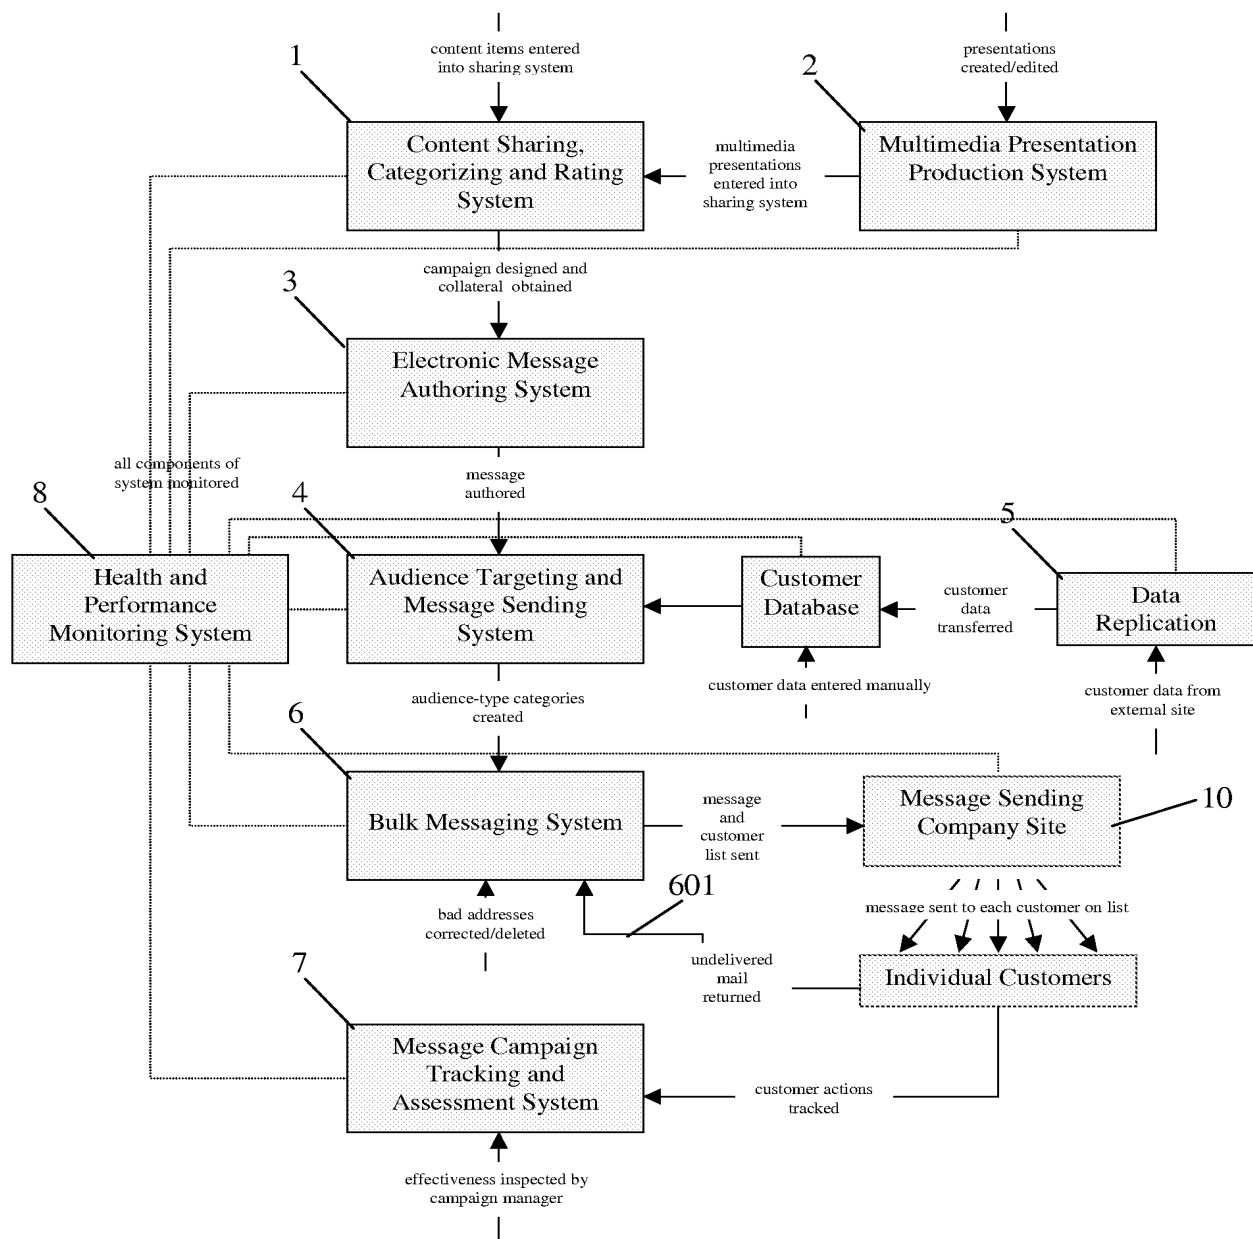 content items entered
into sharing system
presentations
created/edited
1
2
Content Sharing,
Categorizing and Rating
System
multimedia
presentations
entered into
sharing system
Multimedia Presentation
Production System
campaign designed and
collateral obtained
3
Electronic Message
Authoring System
all components of
system monitored
message
authored
8
4
5
Health and
Performance
Monitoring System
Audience Targeting and
Message Sending
System
Customer
Database
customer
data
transferred
Data
Replication
audience-type categories
created
customer data entered manually
customer data from
external site
6
Bulk Messaging System
message
and
customer
list sent
Message Sending
Company Site
10
601
bad addresses
corrected/deleted
message sent to each customer on list
undelivered
mail
returned
Individual Customers
7
Message Campaign
Tracking and
Assessment System
customer actions
tracked
effectiveness inspected by
campaign manager